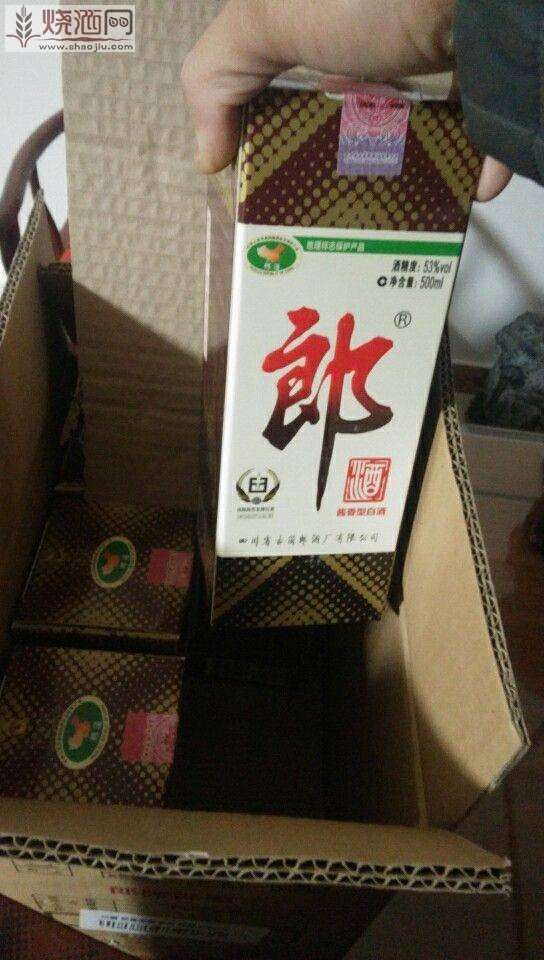 烧酒网
www.shaojiu.com
地理标志保护产品
酒精度：53%vol
C净含量：500ml
郎®
酒
酱香型白酒
四川省古蔺郎酒厂有限公司